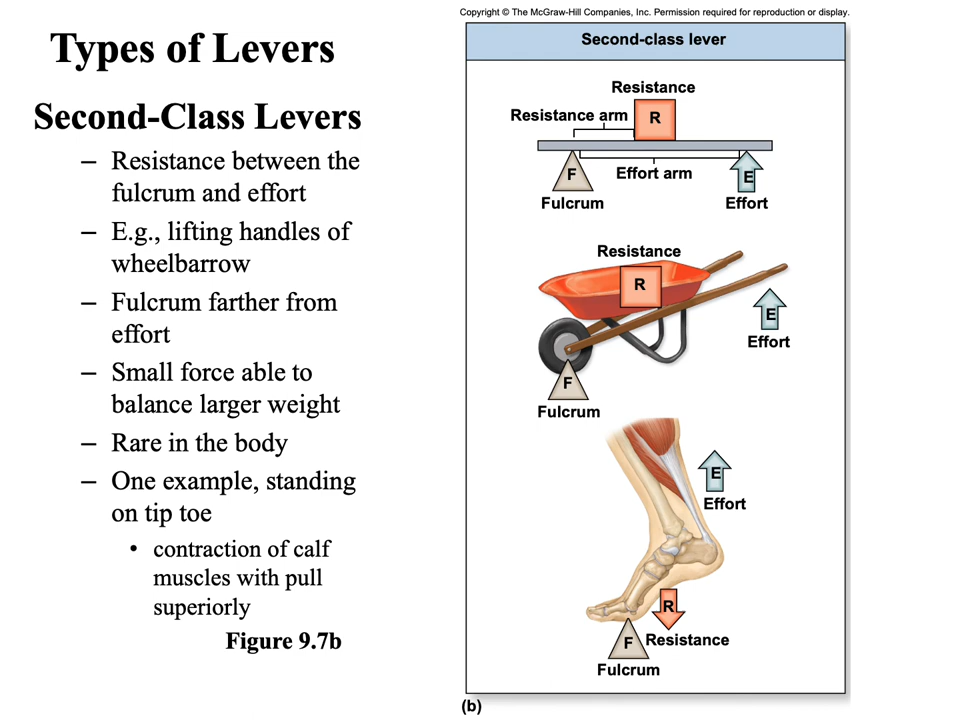 Copyright © The McGraw-Hill Companies, Inc. Permission required for reproduction or display.
Types of Levers
Second-Class Levers
– Resistance between the
fulcrum and effort
– E.g., lifting handles of
wheelbarrow
– Fulcrum farther from
effort
– Small force able to
balance larger weight
– Rare in the body
– One example, standing
on tip toe
• contraction of calf
muscles with pull
superiorly
Figure 9.7b
Second-class lever
Resistance
Resistance arm
R
F
Effort arm
E
Fulcrum
Effort
Resistance
R
E
Effort
F
Fulcrum
E
Effort
R
F
Resistance
Fulcrum
(b)